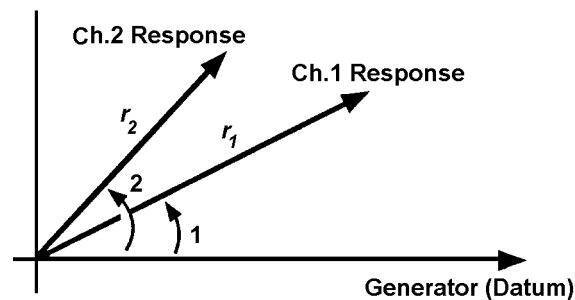 Ch.2 Response
Ch.1 Response
r2
r1
2
1
Generator (Datum)